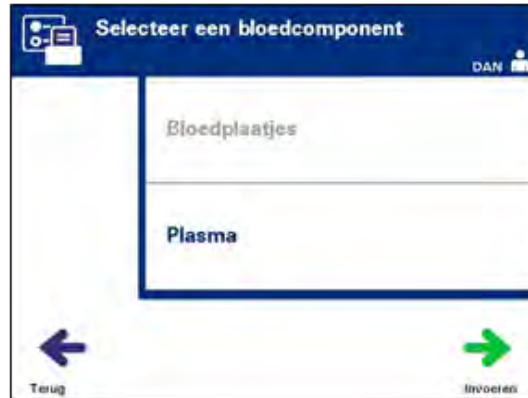 Selecteer een bloedcomponent
DAN
Bloedplaatjes
Plasma
Terug
Invoeren